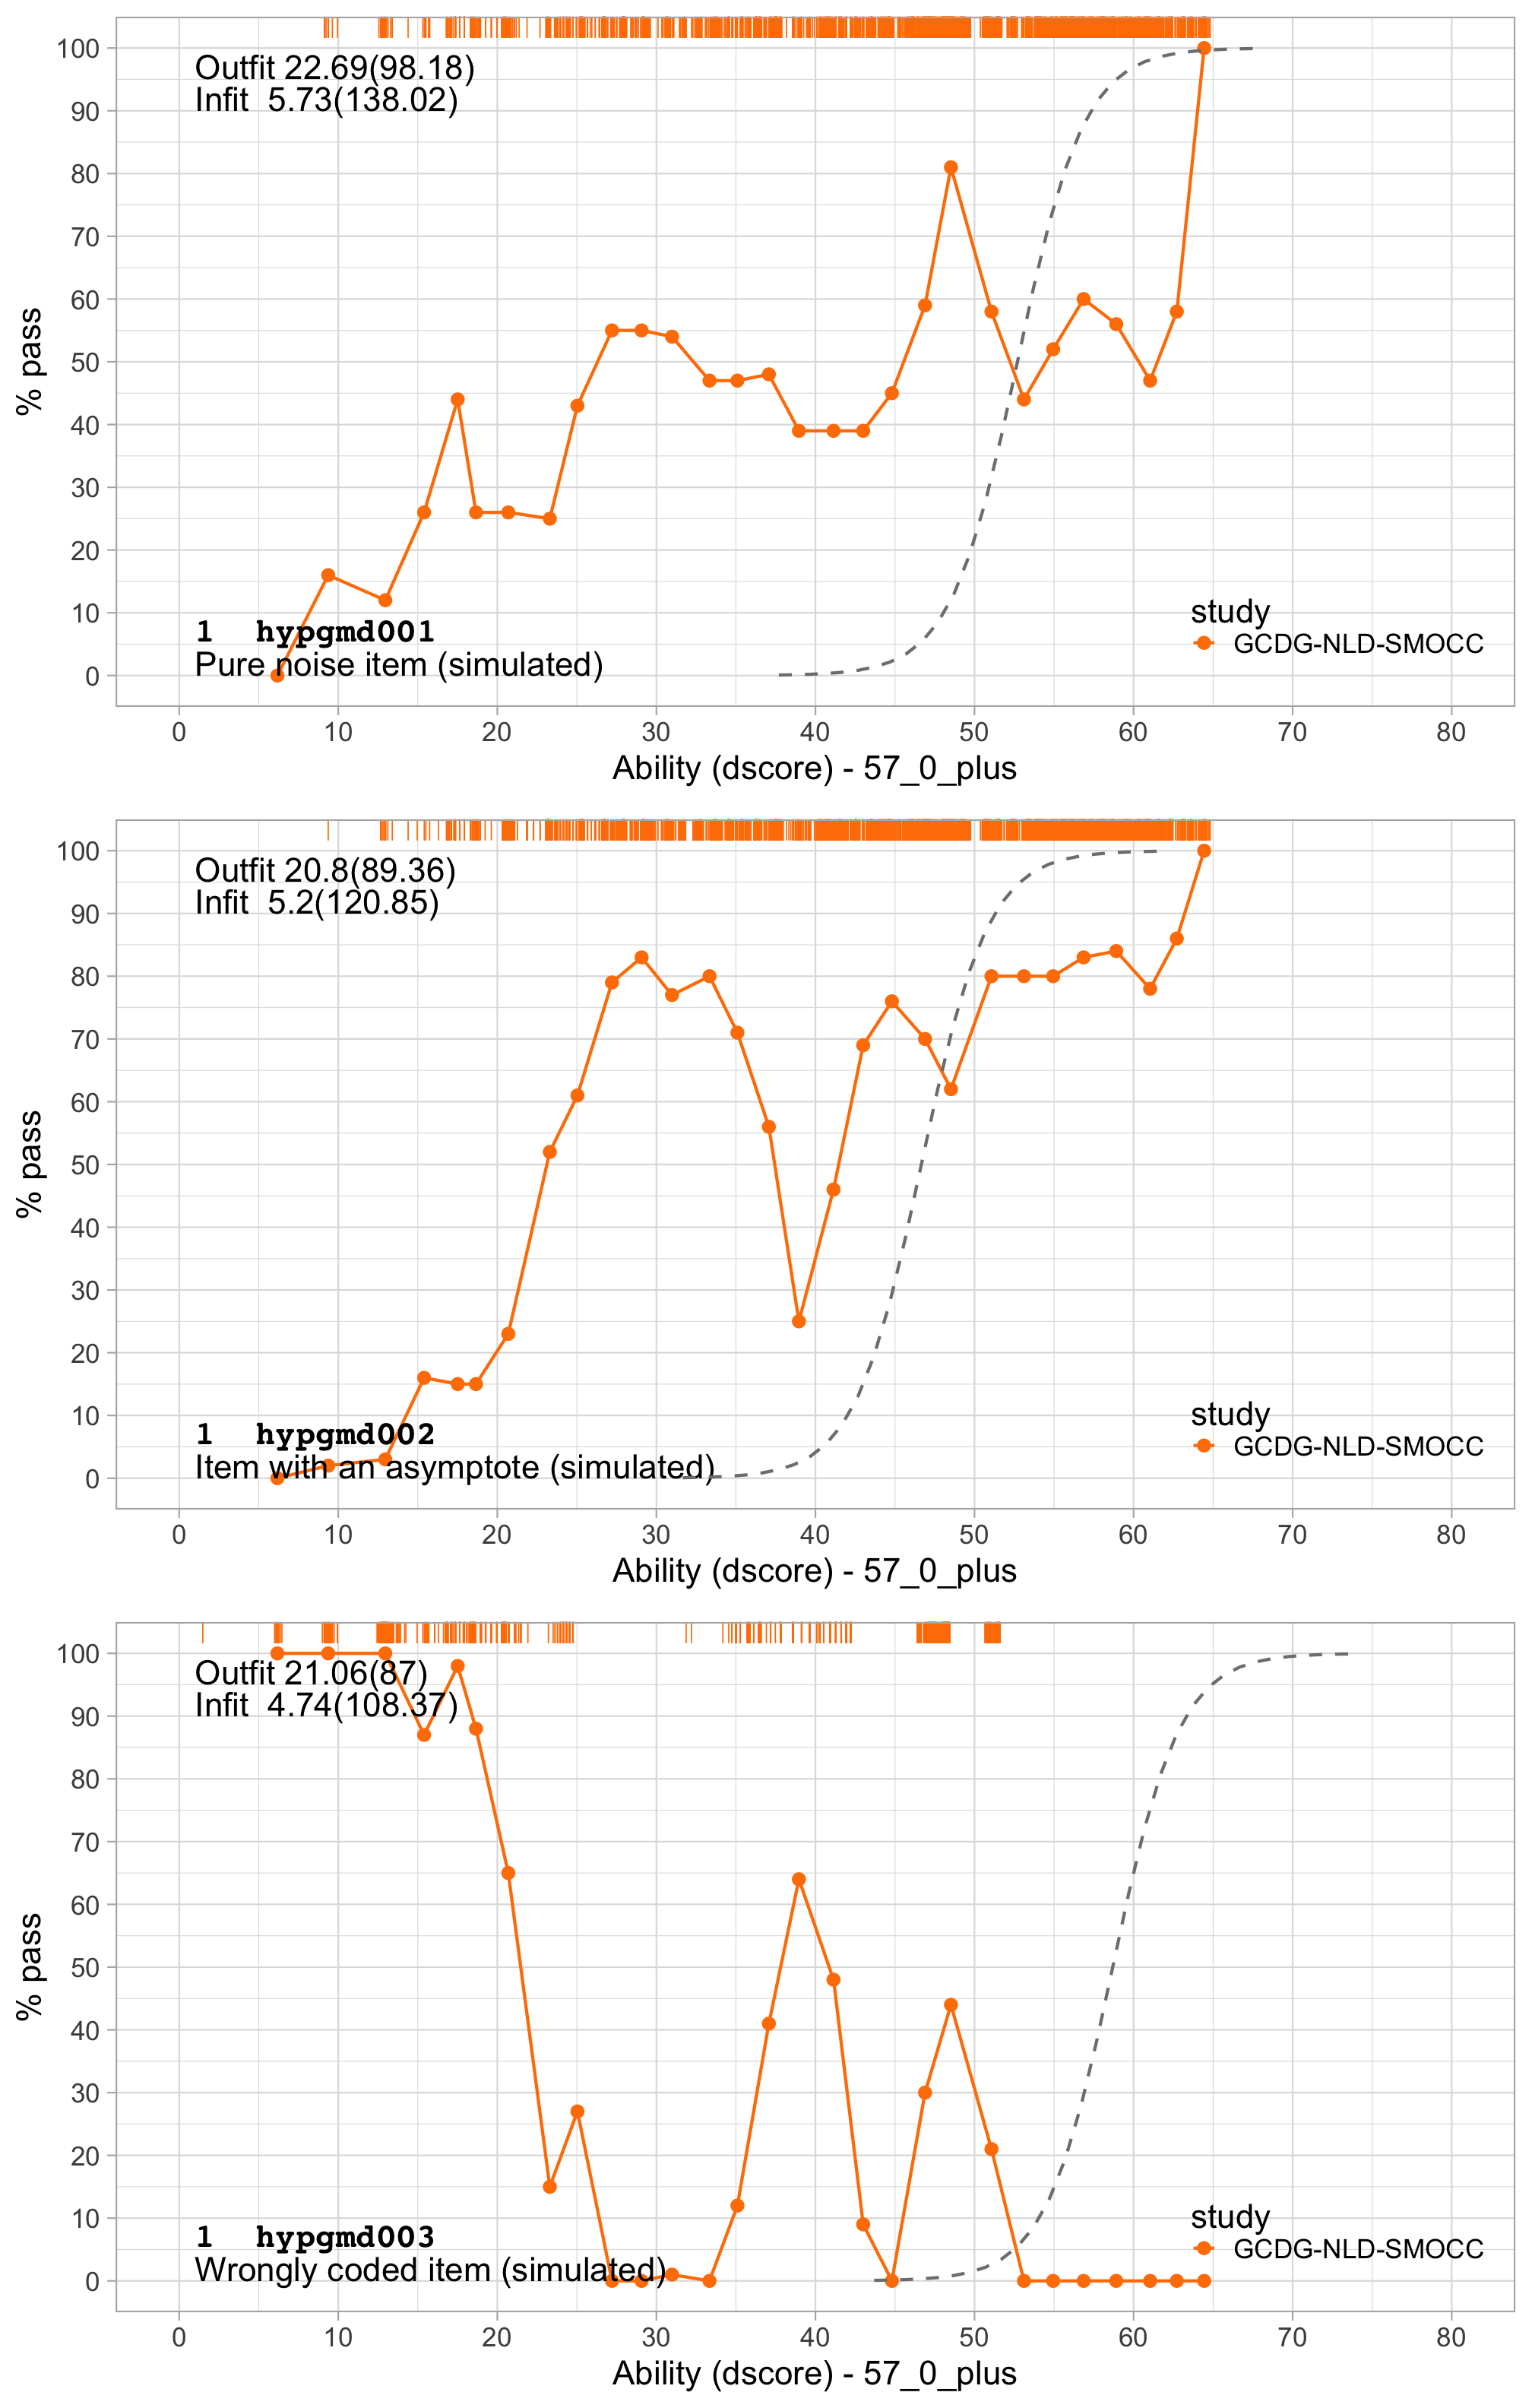 100
90
80
70
60
50
40
30
20
10
0
% pass
Outfit 22.69(98.18)
Infit  5.73(138.02)
1  hypgmd001
Pure noise item (simulated)
study
GCDG-NLD-SMOCC
0 10 20 30 40 50 60 70 80
Ability (dscore) - 57_0_plus
100
90
80
70
60
50
40
30
20
10
0
% pass
Outfit 20.8(89.36)
Infit  5.2(120.85)
1  hypgmd002
Item with an asymptote (simulated)
study
GCDG-NLD-SMOCC
0 10 20 30 40 50 60 70 80
Ability (dscore) - 57_0_plus
100
90
80
70
60
50
40
30
20
10
0
% pass
Outfit 21.06(87)
Infit  4.74(108.37)
1  hypgmd003
Wrongly coded item (simulated)
study
GCDG-NLD-SMOCC
0 10 20 30 40 50 60 70 80
Ability (dscore) - 57_0_plus